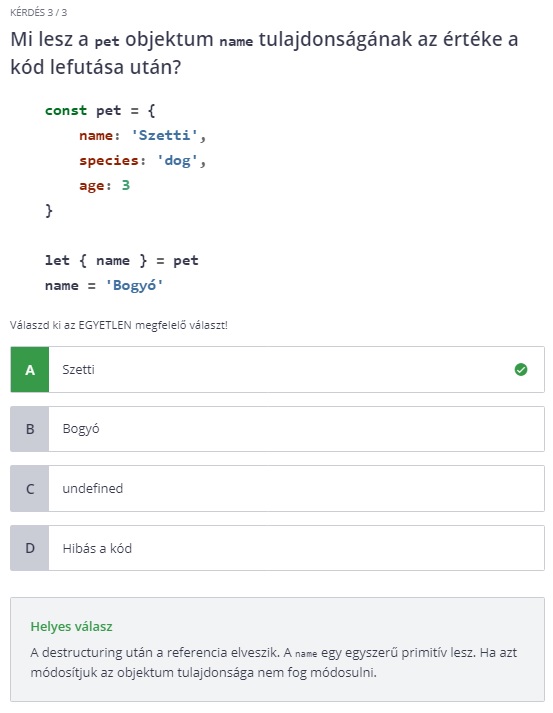 KÉRDÉS 3 / 3
Mi lesz a pet objektum name tulajdonságának az értéke a
kód lefutása után?
const pet = {
    name: 'Szetti',
    species: 'dog',
    age: 3
}
let { name } = pet
name = 'Bogyó'
Válaszd ki az EGYETLEN megfelelő választ!
A Szetti
B Bogyó
C undefined
D Hibás a kód
Helyes válasz
A destructuring után a referencia elveszik. A name egy egyszerű primitív lesz. Ha azt
módosítjuk az objektum tulajdonsága nem fog módosulni.